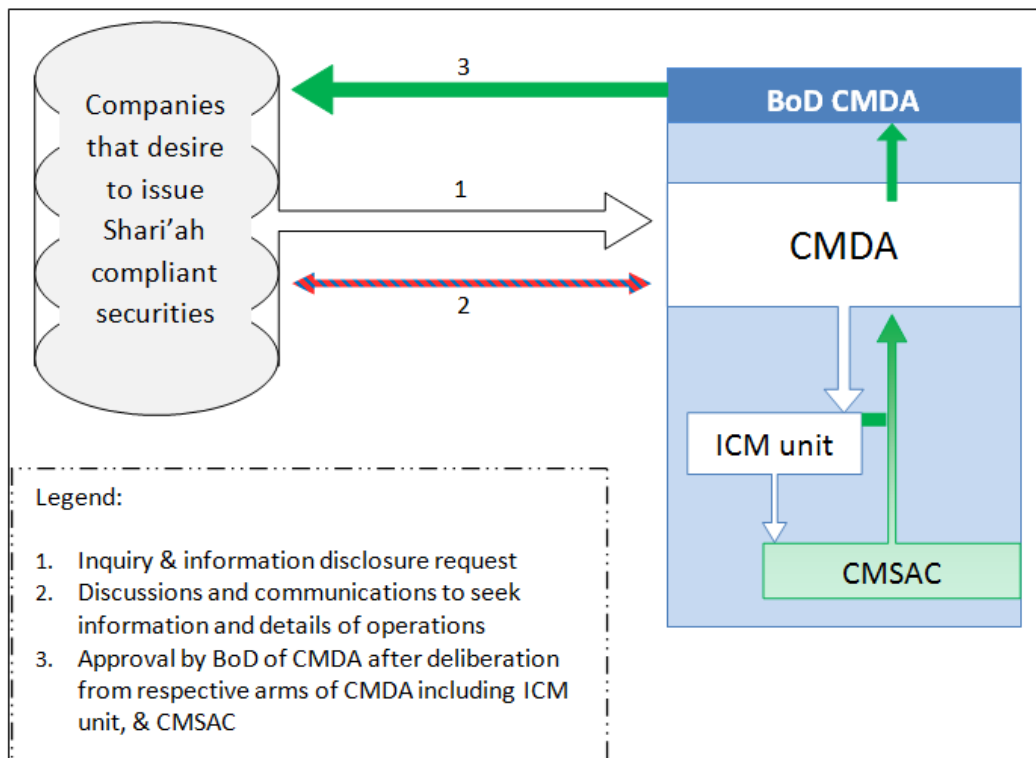 Companies
that desire
to issue
Shari’ah
compliant
securities
3
BoD CMDA
1
CMDA
2
ICM unit
CMSAC
Legend:
1. Inquiry & information disclosure request
2. Discussions and communications to seek
information and details of operations
3. Approval by BoD of CMDA after deliberation
from respective arms of CMDA including ICM
unit, & CMSAC